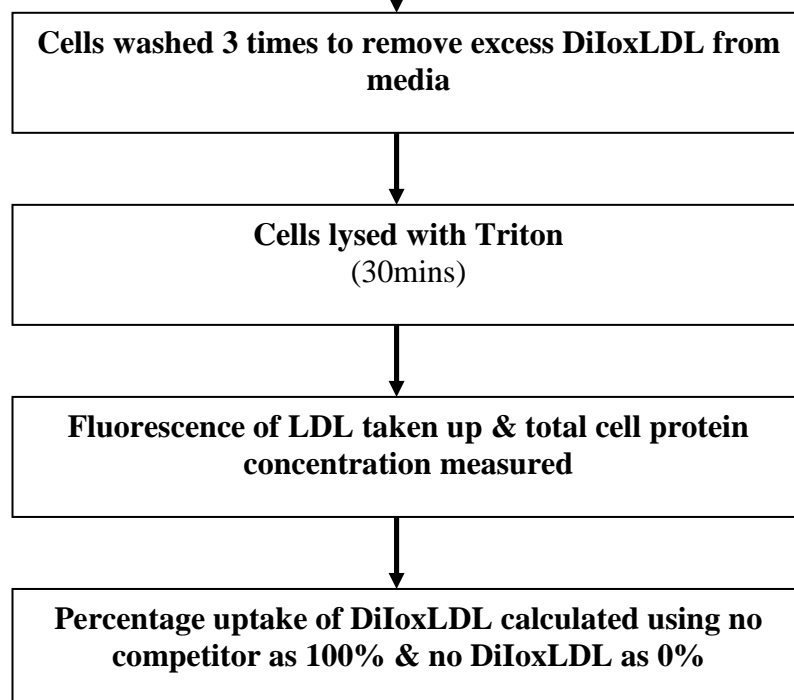 Cells washed 3 times to remove excess DiIoxLDL from
media
Cells lysed with Triton
(30mins)
Fluorescence of LDL taken up & total cell protein
concentration measured
Percentage uptake of DiIoxLDL calculated using no
competitor as 100% & no DiIoxLDL as 0%